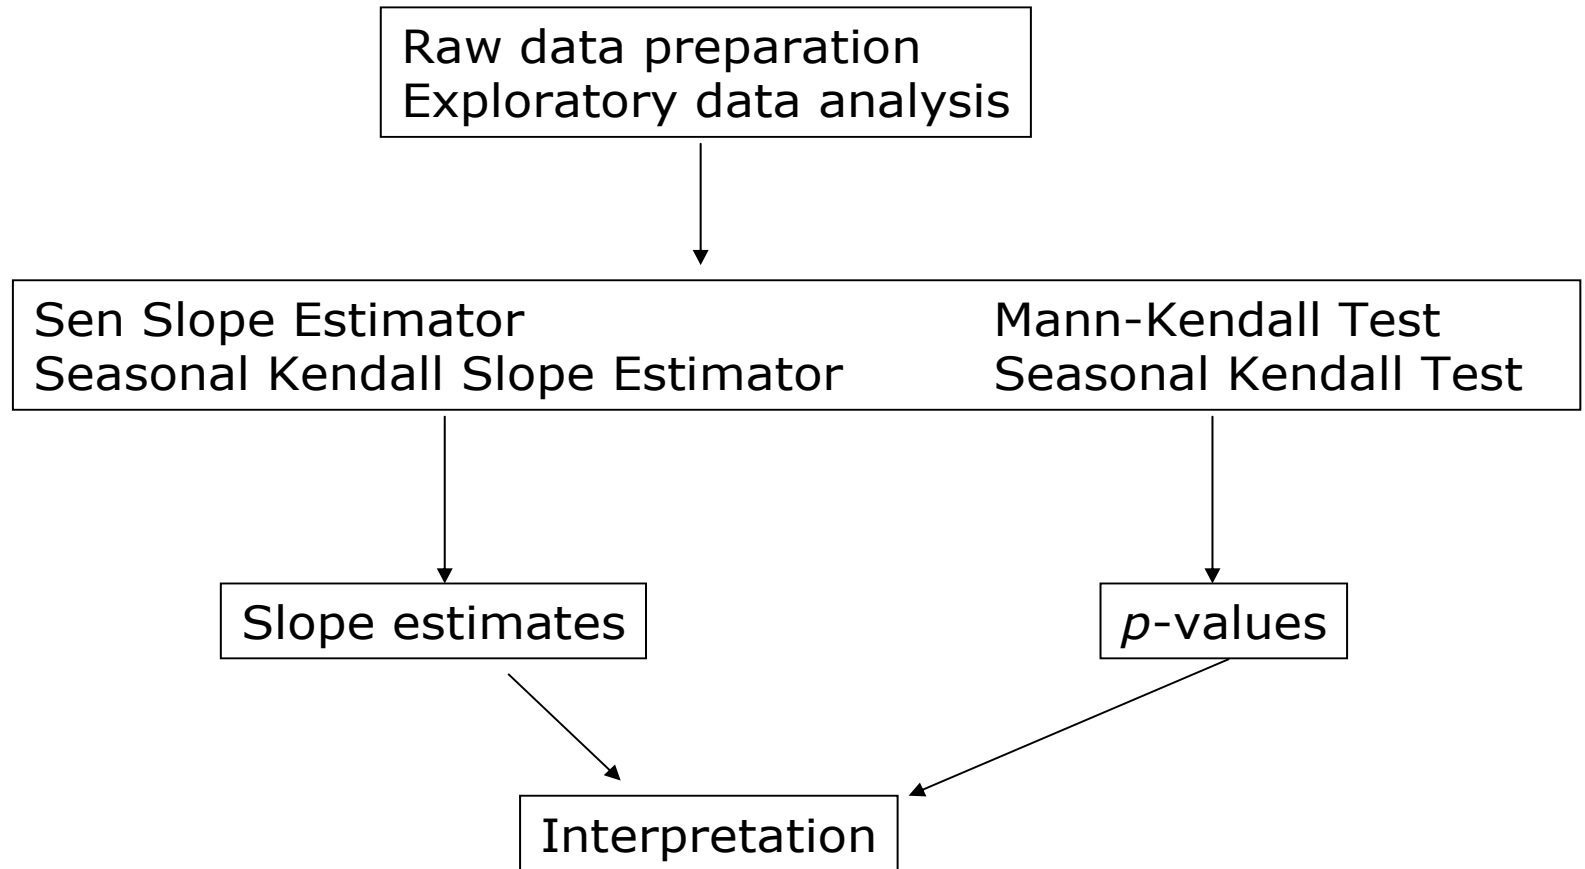 Raw data preparation
Exploratory data analysis
Sen Slope Estimator
Seasonal Kendall Slope Estimator
Mann-Kendall Test
Seasonal Kendall Test
Slope estimates
p-values
Interpretation